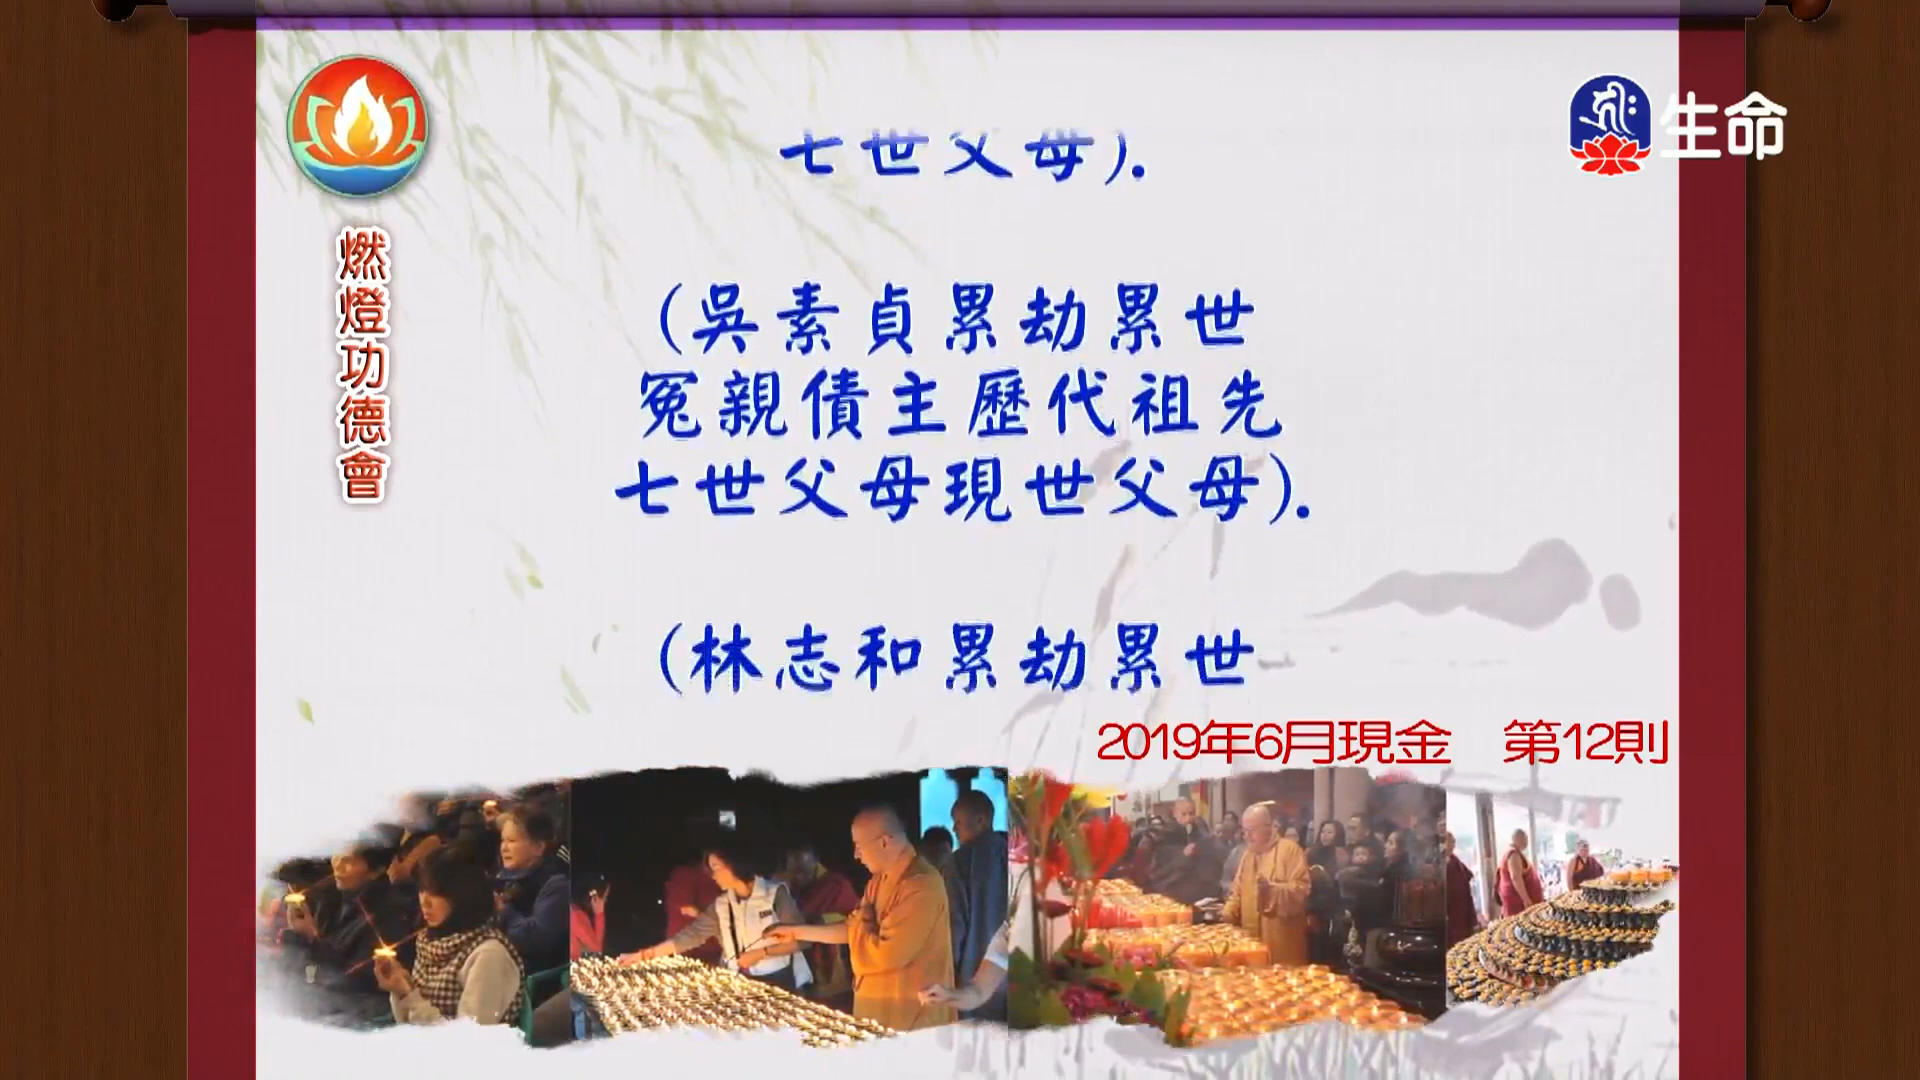 生命
燃燈功德會
七世父母).
(吳素貞累劫累世
冤親債主歷代祖先
七世父母現世父母).
(林志和累劫累世
2019年6月現金 第12則